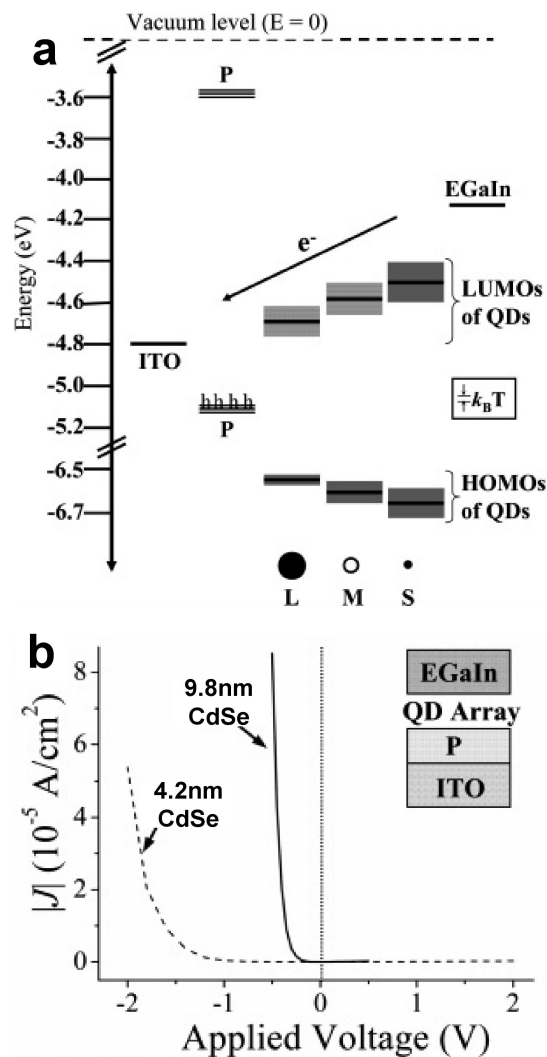 Vacuum level (E = 0)
a
P
-3.6
-3.8
-4.0
-4.2
-4.4
-4.6
-4.8
-5.0
-5.2
-6.5
-6.7
Energy (eV)
EGaIn
e-
LUMOs
of QDs
ITO
hhhh
P
kBT
HOMOs
of QDs
L M S
b
8
6
4
2
0
|J| (10-5 A/cm2)
9.8nm
CdSe
4.2nm
CdSe
EGaIn
QD Array
P
ITO
-2 -1 0 1 2
Applied Voltage (V)